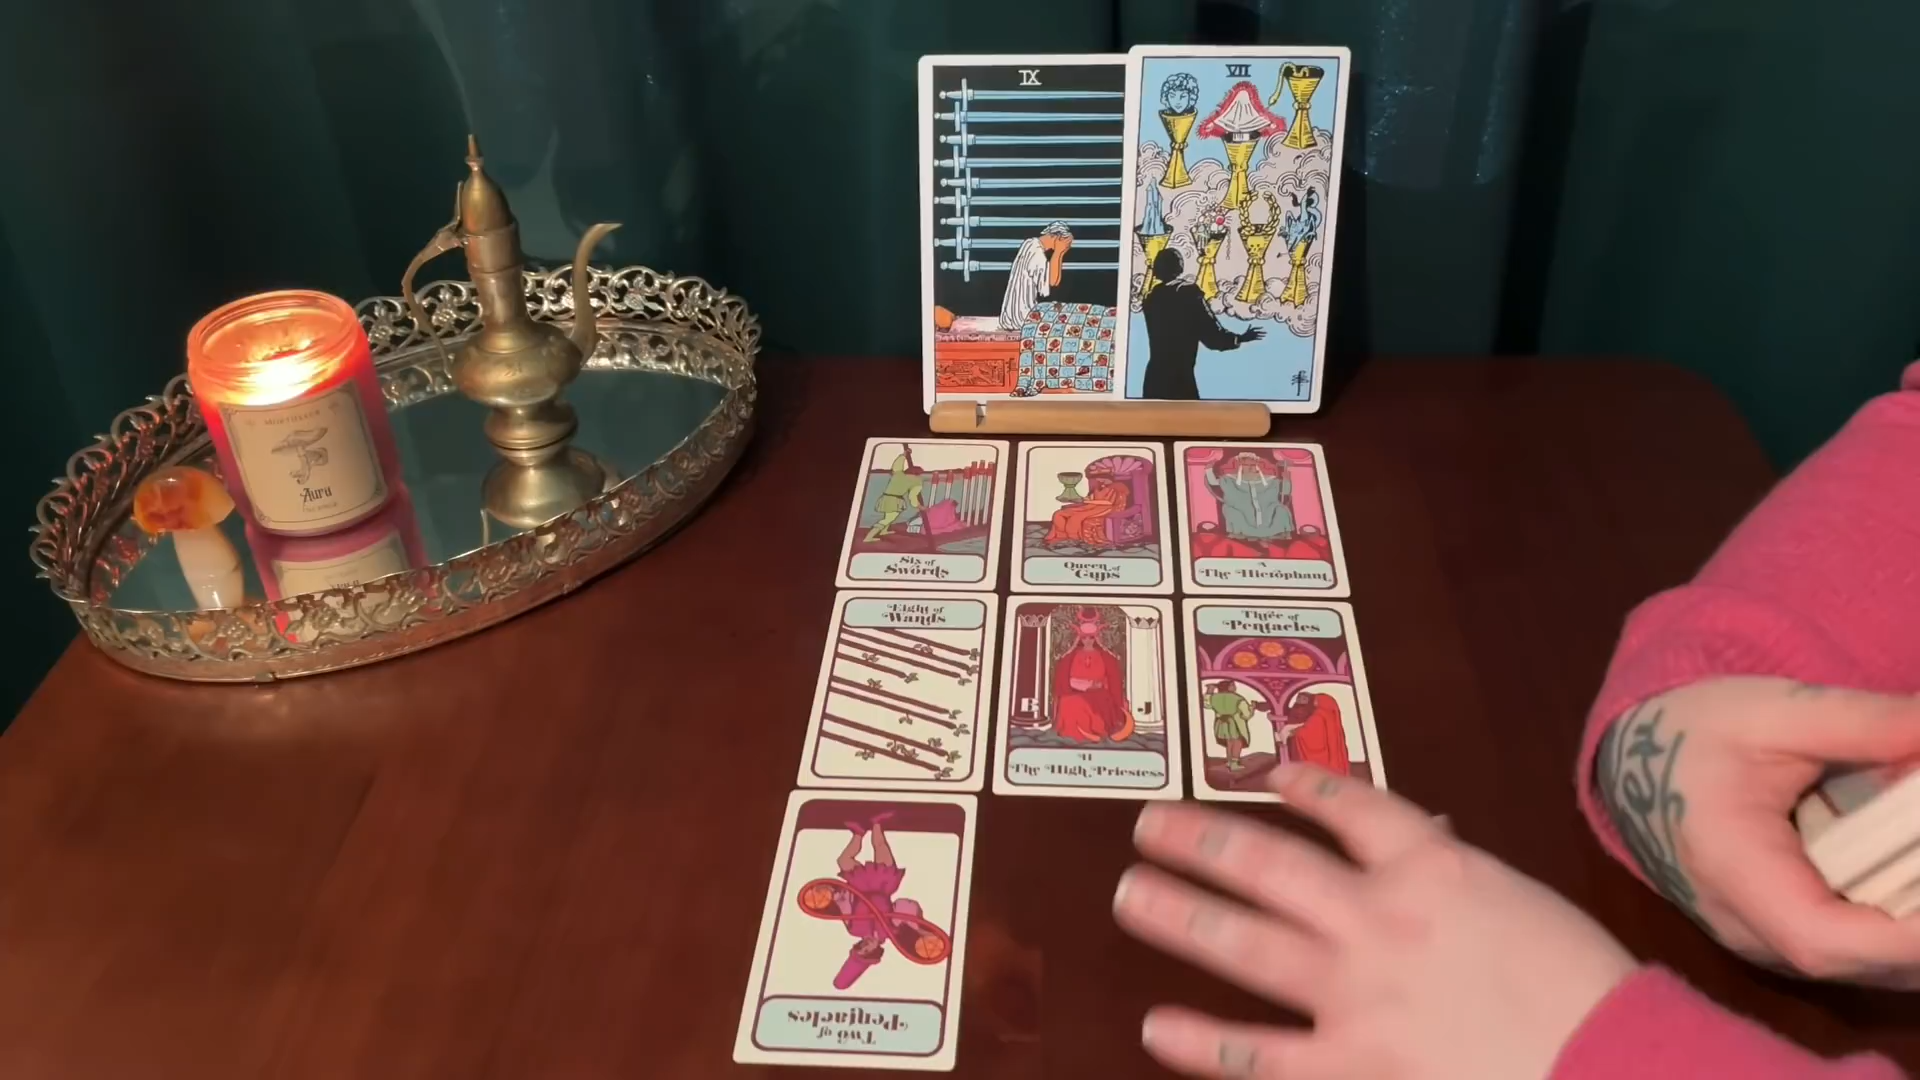 IX
VII
Six of
Swords
Queen of
Cups
V
The Hierophant
Eight of
Wands
B
J
II
The High Priestess
Three of
Pentacles
Two of
Pentacles